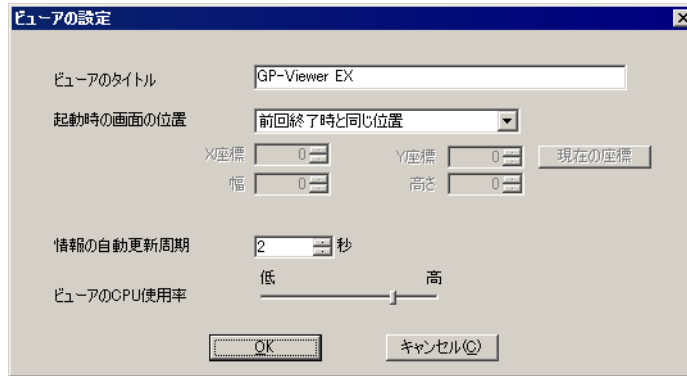 ビューアの設定
ビューアのタイトル
GP-Viewer EX
起動時の画面の位置
前回終了時と同じ位置
X座標 0 Y座標 0 現在の座標
幅 0 高さ 0
情報の自動更新周期 2 秒
低 高
ビューアのCPU使用率
OK キャンセル(C)